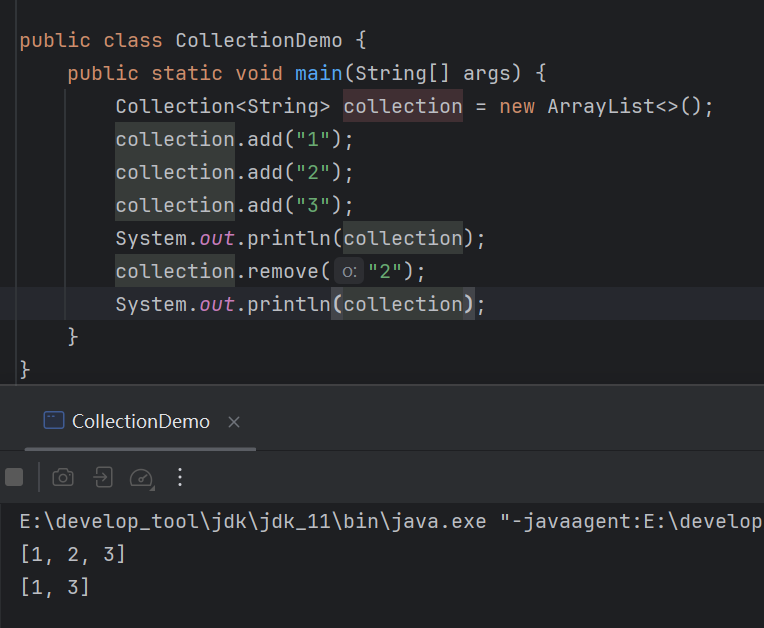 public class CollectionDemo {
    public static void main(String[] args) {
        Collection<String> collection = new ArrayList<>();
        collection.add("1");
        collection.add("2");
        collection.add("3");
        System.out.println(collection);
        collection.remove( o: "2");
        System.out.println(collection);
    }
}
CollectionDemo
E:\develop_tool\jdk\jdk_11\bin\java.exe "-javaagent:E:\develop
[1, 2, 3]
[1, 3]